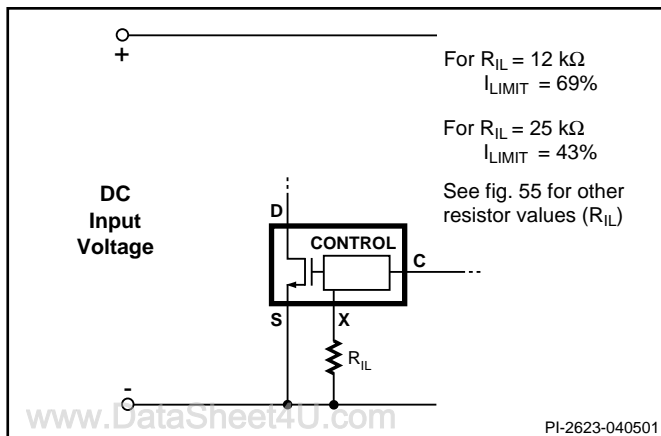 +
For R_IL = 12 kΩ
I_LIMIT = 69%
For R_IL = 25 kΩ
I_LIMIT = 43%
See fig. 55 for other
resistor values (R_IL)
DC
Input
Voltage
D
CONTROL
C
S
X
R_IL
-
www.DataSheet4U.com
PI-2623-040501